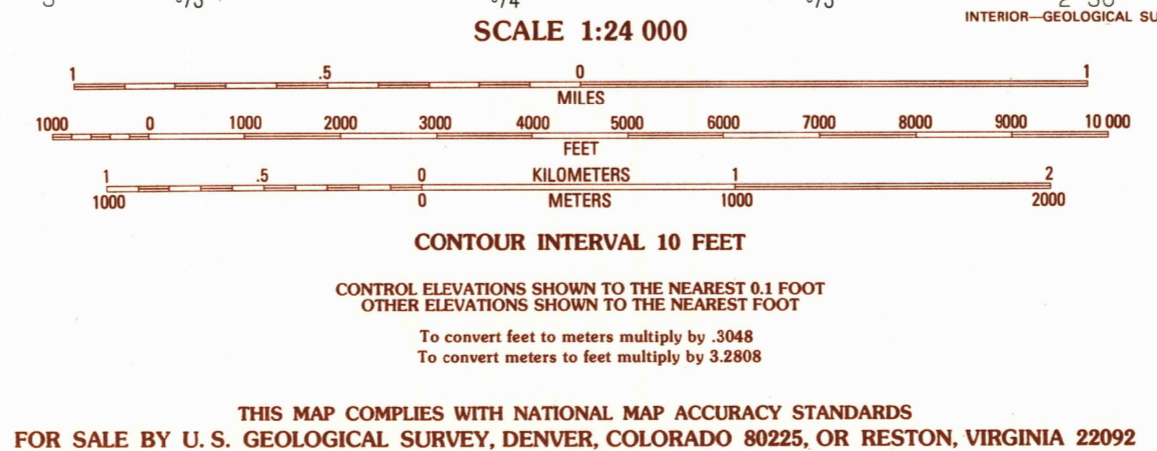 INTERIOR—GEOLOGICAL SU
SCALE 1:24 000
1 .5 0 1
MILES
1000 0 1000 2000 3000 4000 5000 6000 7000 8000 9000 10 000
FEET
1 .5 0 KILOMETERS 1 2
1000 0 METERS 1000 2000
CONTOUR INTERVAL 10 FEET
CONTROL ELEVATIONS SHOWN TO THE NEAREST 0.1 FOOT
OTHER ELEVATIONS SHOWN TO THE NEAREST FOOT
To convert feet to meters multiply by .3048
To convert meters to feet multiply by 3.2808
THIS MAP COMPLIES WITH NATIONAL MAP ACCURACY STANDARDS
FOR SALE BY U. S. GEOLOGICAL SURVEY, DENVER, COLORADO 80225, OR RESTON, VIRGINIA 22092